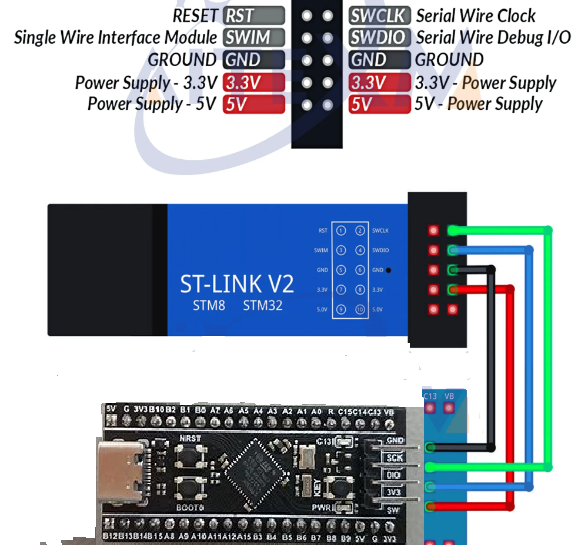 RESET RST SWCLK Serial Wire Clock
Single Wire Interface Module SWIM SWDIO Serial Wire Debug I/O
GROUND GND GND GROUND
Power Supply - 3.3V 3.3V 3.3V 3.3V - Power Supply
Power Supply - 5V 5V 5V 5V - Power Supply
RST 1 2 SWCLK
SWIM 3 4 SWDIO
GND 5 6 GND
3.3V 7 8 3.3V
5.0V 9 10 5.0V
ST-LINK V2
STM8 STM32
C13 VB
5V G 3V3 B10 B2 B1 B0 A7 A6 A5 A4 A3 A2 A1 A0 R C15 C14 C13 VB
NRST
C13
GND
SCK
DIO
3V3
SW
KEY
BOOT0
PWR
B12 B13 B14 B15 A8 A9 A10 A11 A12 A15 B3 B4 B5 B6 B7 B8 B9 5V G 3V3